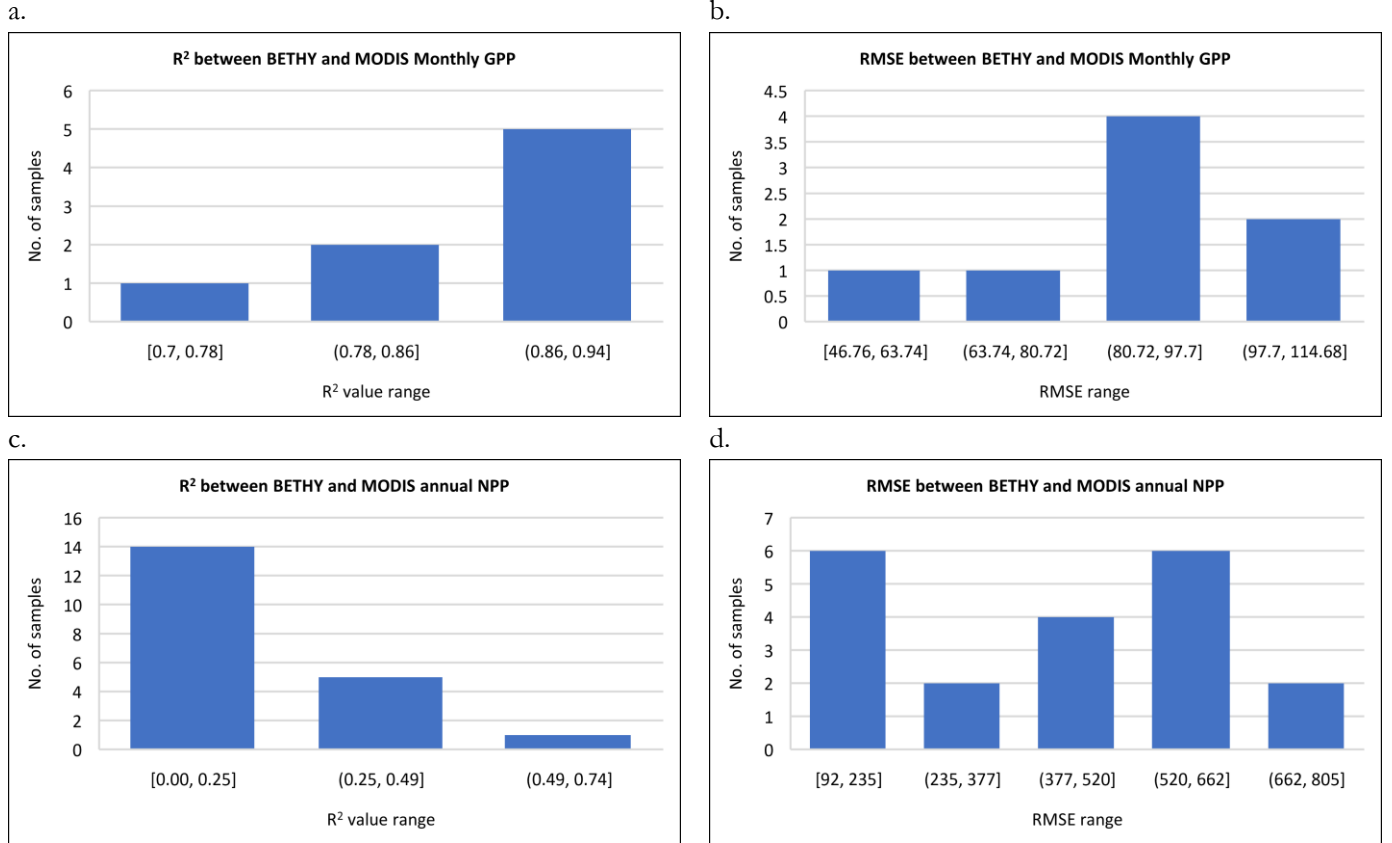 a.
R² between BETHY and MODIS Monthly GPP
6
5
4
3
2
1
0
No. of samples
[0.7, 0.78] (0.78, 0.86] (0.86, 0.94]
R² value range
b.
RMSE between BETHY and MODIS Monthly GPP
4.5
4
3.5
3
2.5
2
1.5
1
0.5
0
No. of samples
[46.76, 63.74] (63.74, 80.72] (80.72, 97.7] (97.7, 114.68]
RMSE range
c.
R² between BETHY and MODIS annual NPP
16
14
12
10
8
6
4
2
0
No. of samples
[0.00, 0.25] (0.25, 0.49] (0.49, 0.74]
R² value range
d.
RMSE between BETHY and MODIS annual NPP
7
6
5
4
3
2
1
0
No. of samples
[92, 235] (235, 377] (377, 520] (520, 662] (662, 805]
RMSE range